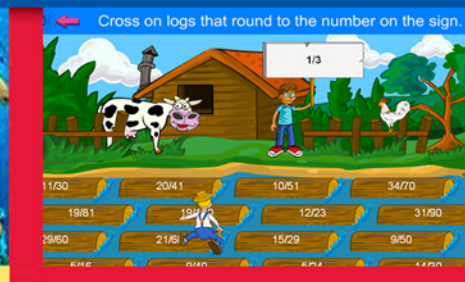 Cross on logs that round to the number on the sign.
1/3
11/30 20/41 10/51 34/70
19/81 12/23 31/90
29/60 15/29 9/50